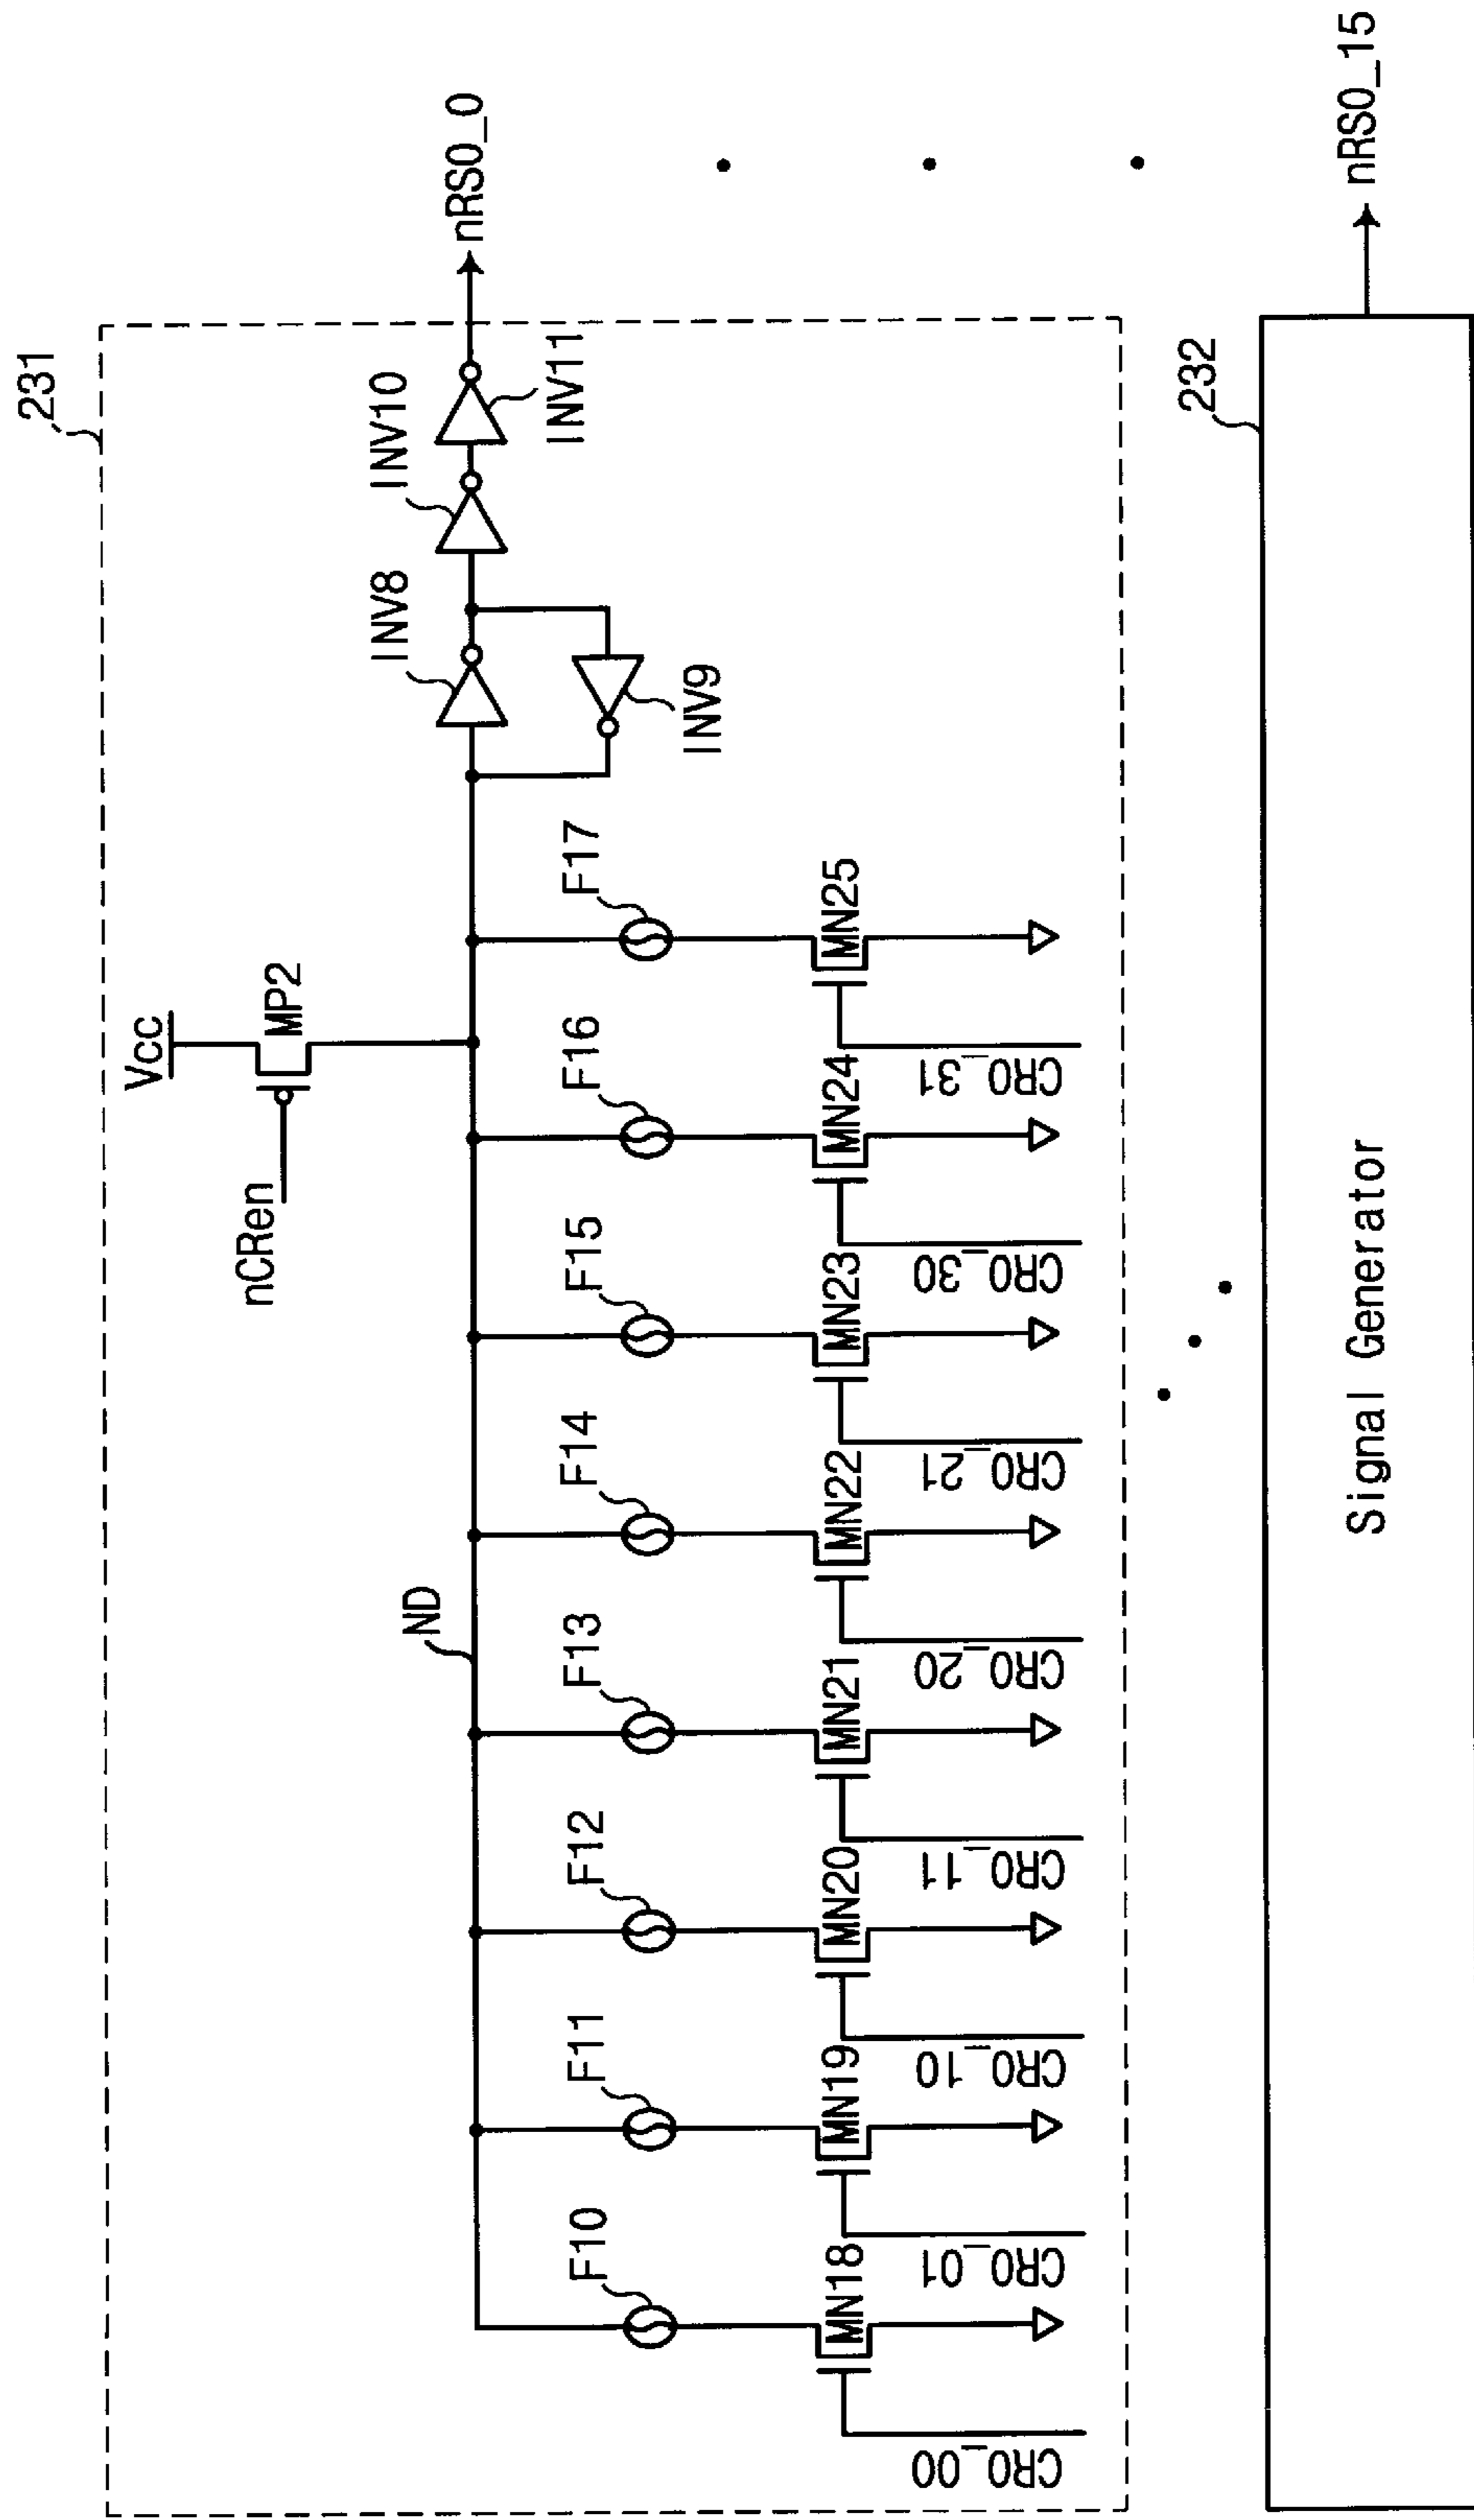 231
Vcc
MP2
nCRen
ND
INV8
INV10
INV11
INV9
nRS0_0
F10
F11
F12
F13
F14
F15
F16
F17
MN18
MN19
MN20
MN21
MN22
MN23
MN24
MN25
CR0_00
CR0_01
CR0_10
CR0_11
CR0_20
CR0_21
CR0_30
CR0_31
232
Signal Generator
nRS0_15